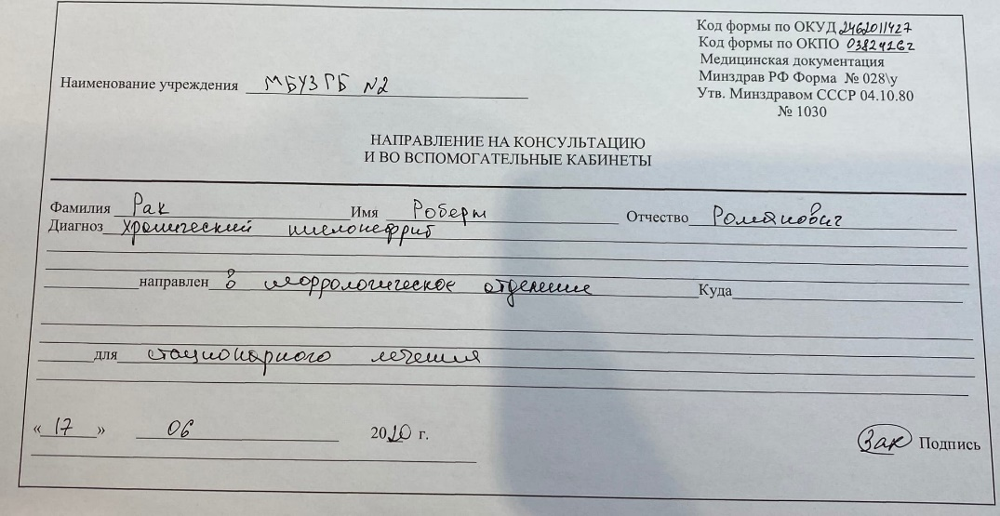 Код формы по ОКУД 2462011427
Код формы по ОКПО 03824262
Медицинская документация
Минздрав РФ Форма № 028\у
Утв. Минздравом СССР 04.10.80
№ 1030
Наименование учреждения МБУЗ ГБ №2
НАПРАВЛЕНИЕ НА КОНСУЛЬТАЦИЮ
И ВО ВСПОМОГАТЕЛЬНЫЕ КАБИНЕТЫ
Фамилия Рак Имя Роберт Отчество Романович
Диагноз Хронический пиелонефрит
направлен в отделение Куда
для стационарного лечения
«17» 06 2020 г.
Зак Подпись